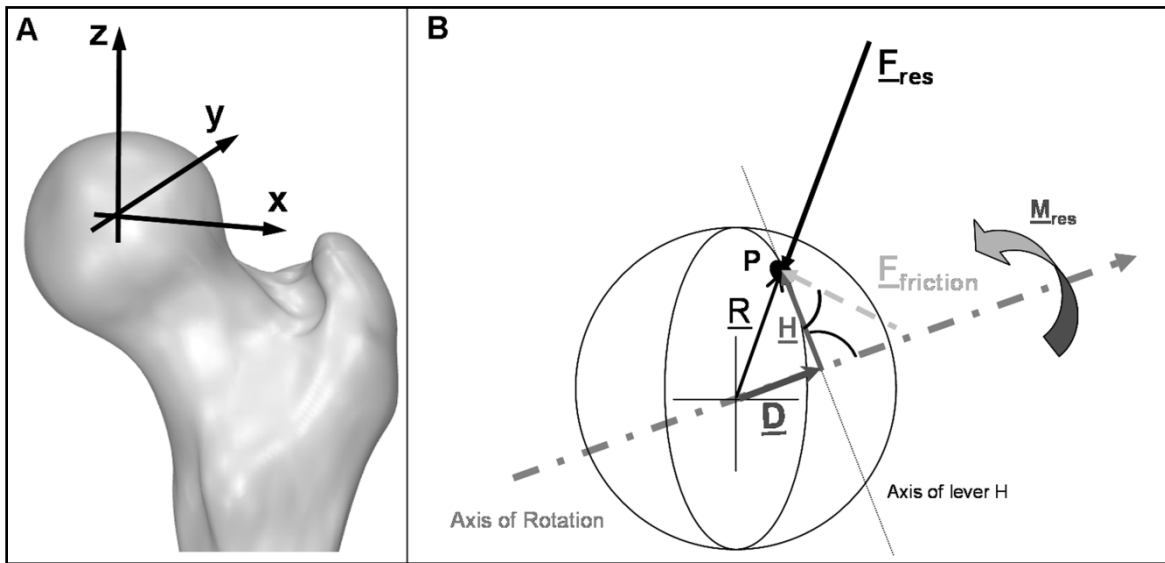 A
z
y
x
B
F res
P
M res
F friction
R
H
D
Axis of lever H
Axis of Rotation